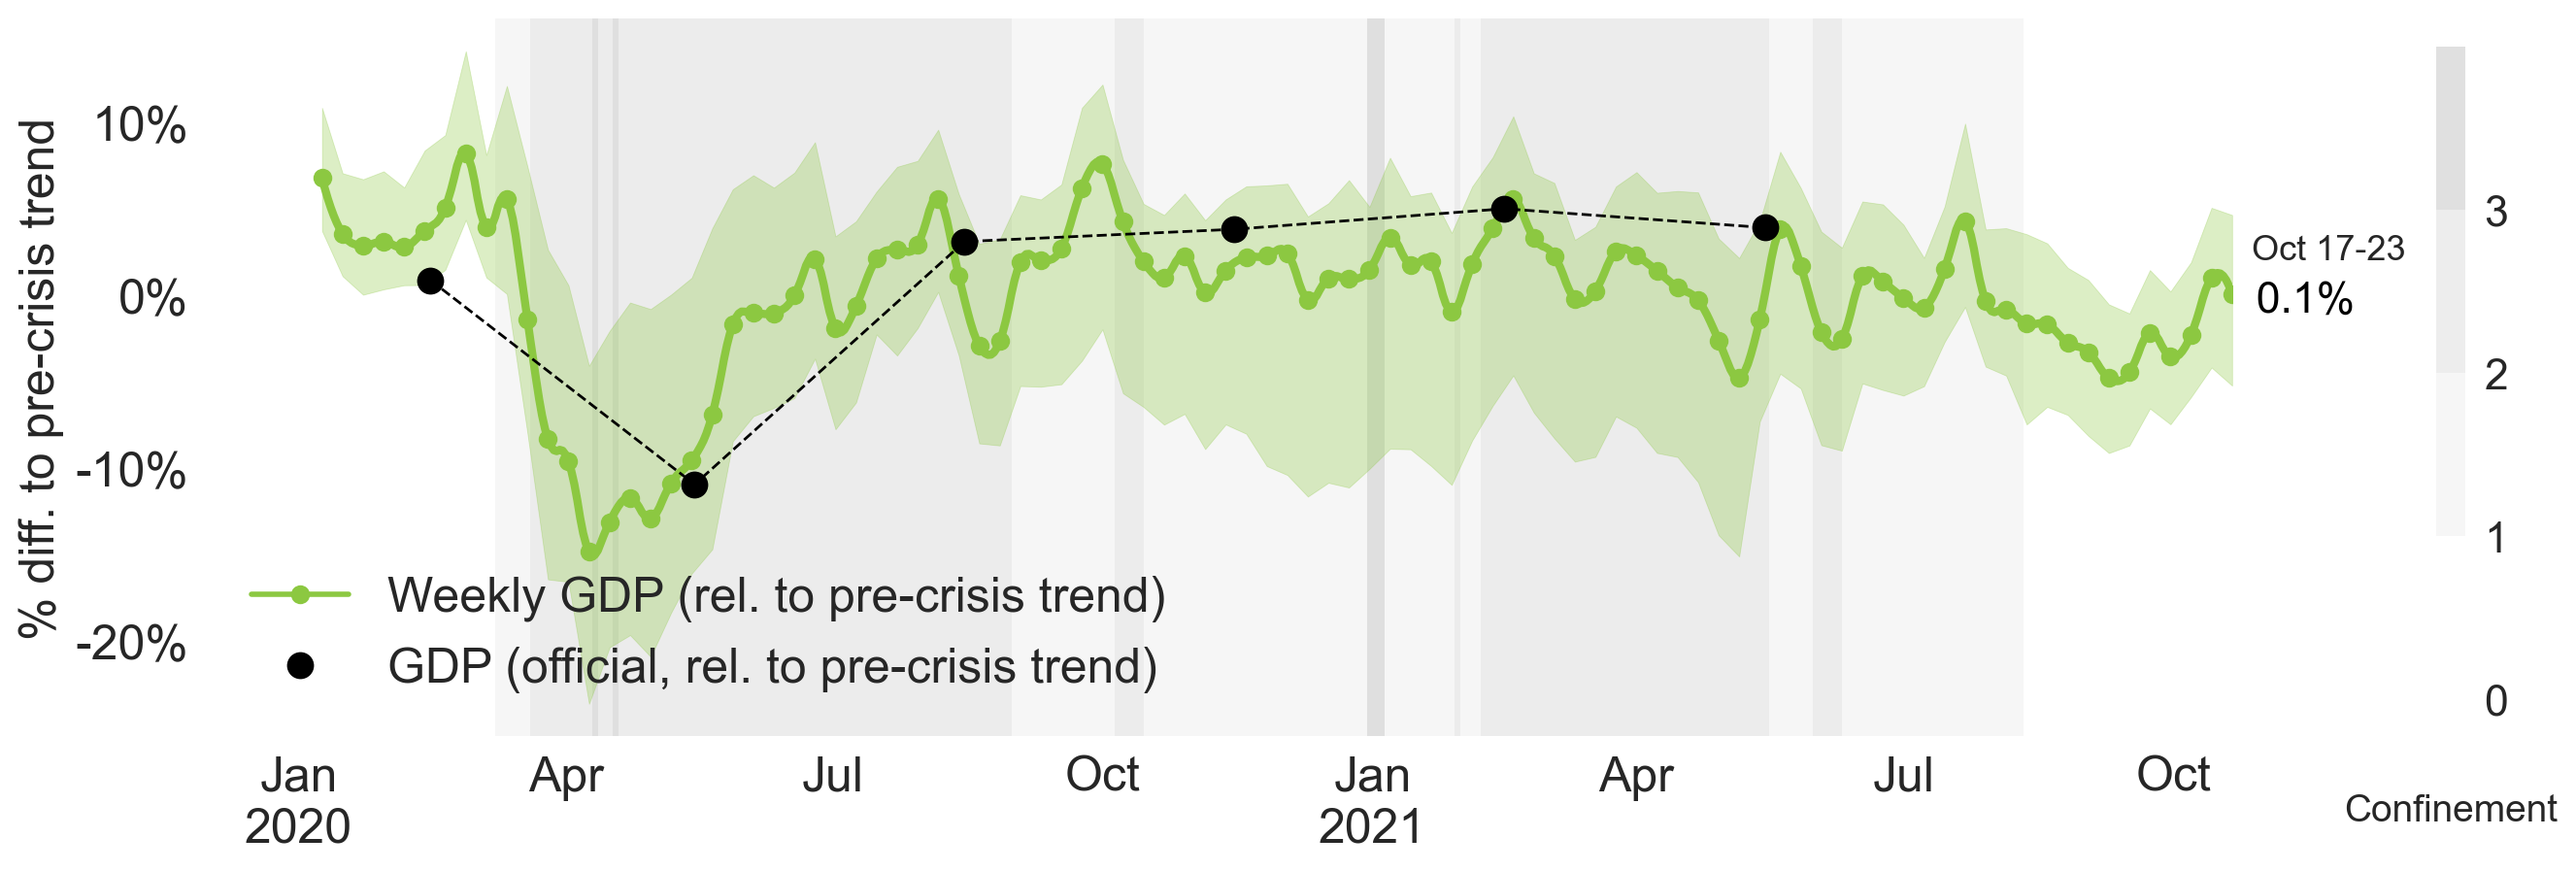 % diff. to pre-crisis trend
10%
0%
-10%
-20%
Weekly GDP (rel. to pre-crisis trend)
GDP (official, rel. to pre-crisis trend)
Jan
2020
Apr
Jul
Oct
Jan
2021
Apr
Jul
Oct
Oct 17-23
0.1%
3
2
1
0
Confinement